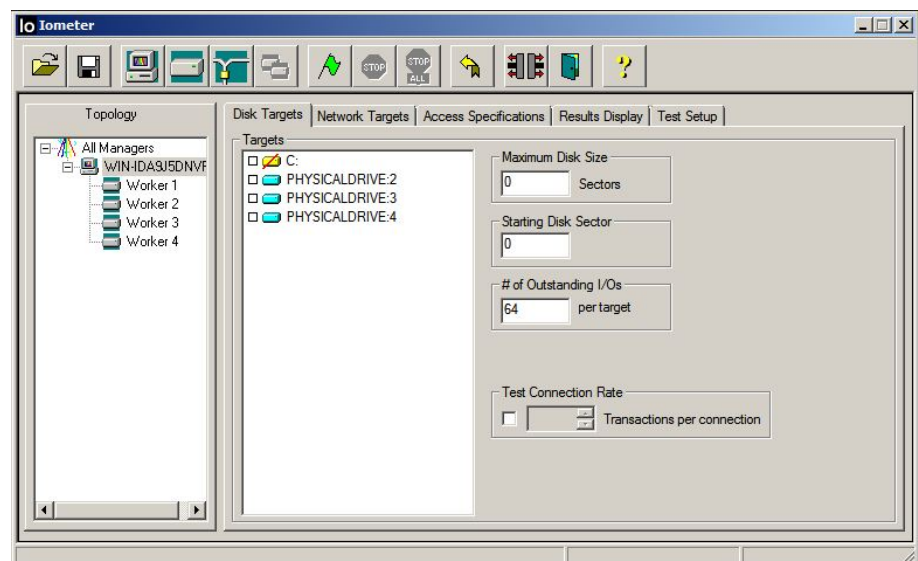 Iometer
STOP
STOP
ALL
Topology
All Managers
WIN-IDA9J5DNVF
Worker 1
Worker 2
Worker 3
Worker 4
Disk Targets
Network Targets
Access Specifications
Results Display
Test Setup
Targets
C:
PHYSICALDRIVE:2
PHYSICALDRIVE:3
PHYSICALDRIVE:4
Maximum Disk Size
0 Sectors
Starting Disk Sector
0
# of Outstanding I/Os
64 per target
Test Connection Rate
Transactions per connection